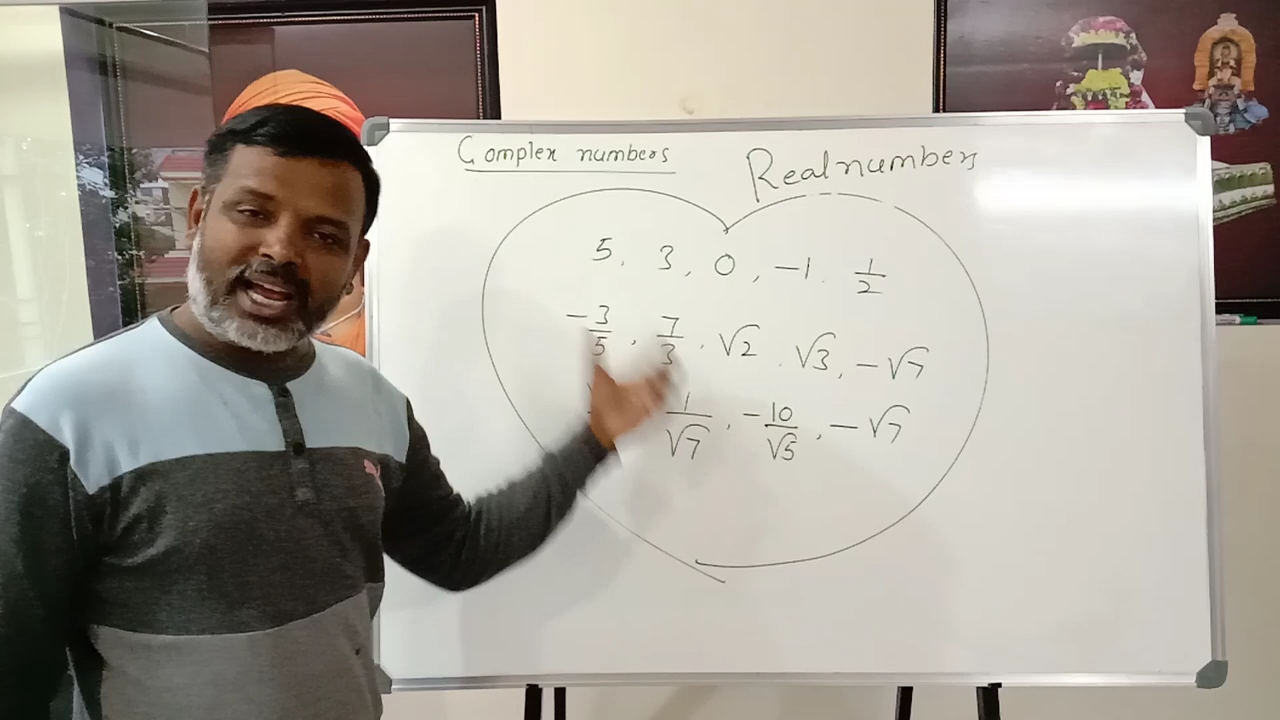 Complex numbers
Real numbers
5, 3, 0, -1, 1/2
-3/5, 7/3, √2, √3, -√7
1/√7, -10/√5, -√7